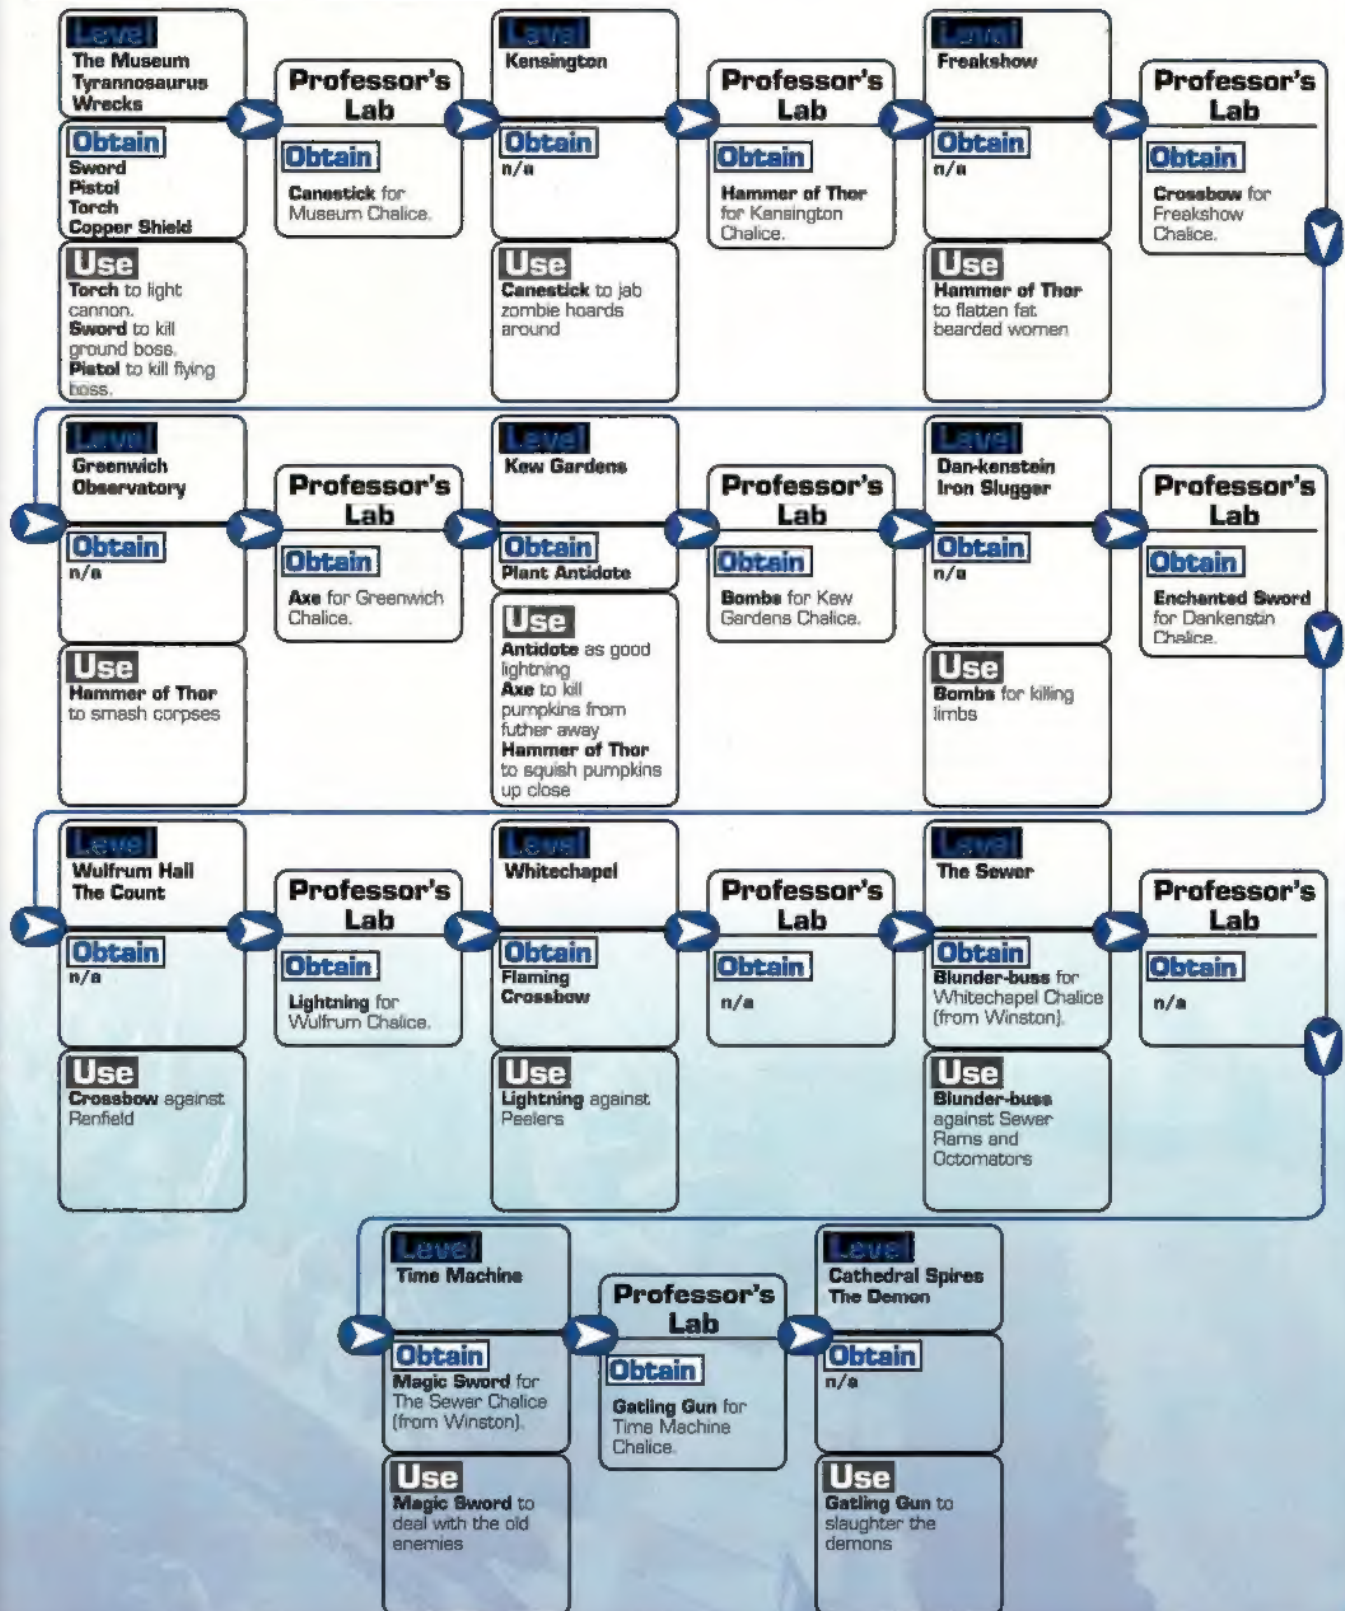 Level
The Museum
Tyrannosaurus
Wrecks
Obtain
Sword
Pistol
Torch
Copper Shield
Use
Torch to light
cannon.
Sword to kill
ground boss.
Pistol to kill flying
boss.
Professor's
Lab
Obtain
Canestick for
Museum Chalice.
Level
Kensington
Obtain
n/a
Use
Canestick to jab
zombie hoards
around
Professor's
Lab
Obtain
Hammer of Thor
for Kensington
Chalice.
Level
Freakshow
Obtain
n/a
Use
Hammer of Thor
to flatten fat
bearded women
Professor's
Lab
Obtain
Crossbow for
Freakshow
Chalice.
Level
Greenwich
Observatory
Obtain
n/a
Use
Hammer of Thor
to smash corpses
Professor's
Lab
Obtain
Axe for Greenwich
Chalice.
Level
Kew Gardens
Obtain
Plant Antidote
Use
Antidote as good
lightning
Axe to kill
pumpkins from
futher away
Hammer of Thor
to squish pumpkins
up close
Professor's
Lab
Obtain
Bombs for Kew
Gardens Chalice.
Level
Dan-kenstein
Iron Slugger
Obtain
n/a
Use
Bombs for killing
limbs
Professor's
Lab
Obtain
Enchanted Sword
for Dankenstin
Chalice.
Level
Wulfrum Hall
The Count
Obtain
n/a
Use
Crossbow against
Renfield
Professor's
Lab
Obtain
Lightning for
Wulfrum Chalice.
Level
Whitechapel
Obtain
Flaming
Crossbow
Use
Lightning against
Peelers
Professor's
Lab
Obtain
n/a
Level
The Sewer
Obtain
Blunder-buss for
Whitechapel Chalice
(from Winston).
Use
Blunder-buss
against Sewer
Rams and
Octomators
Professor's
Lab
Obtain
n/a
Level
Time Machine
Obtain
Magic Sword for
The Sewer Chalice
(from Winston).
Use
Magic Sword to
deal with the old
enemies
Professor's
Lab
Obtain
Gatling Gun for
Time Machine
Chalice.
Level
Cathedral Spires
The Demon
Obtain
n/a
Use
Gatling Gun to
slaughter the
demons